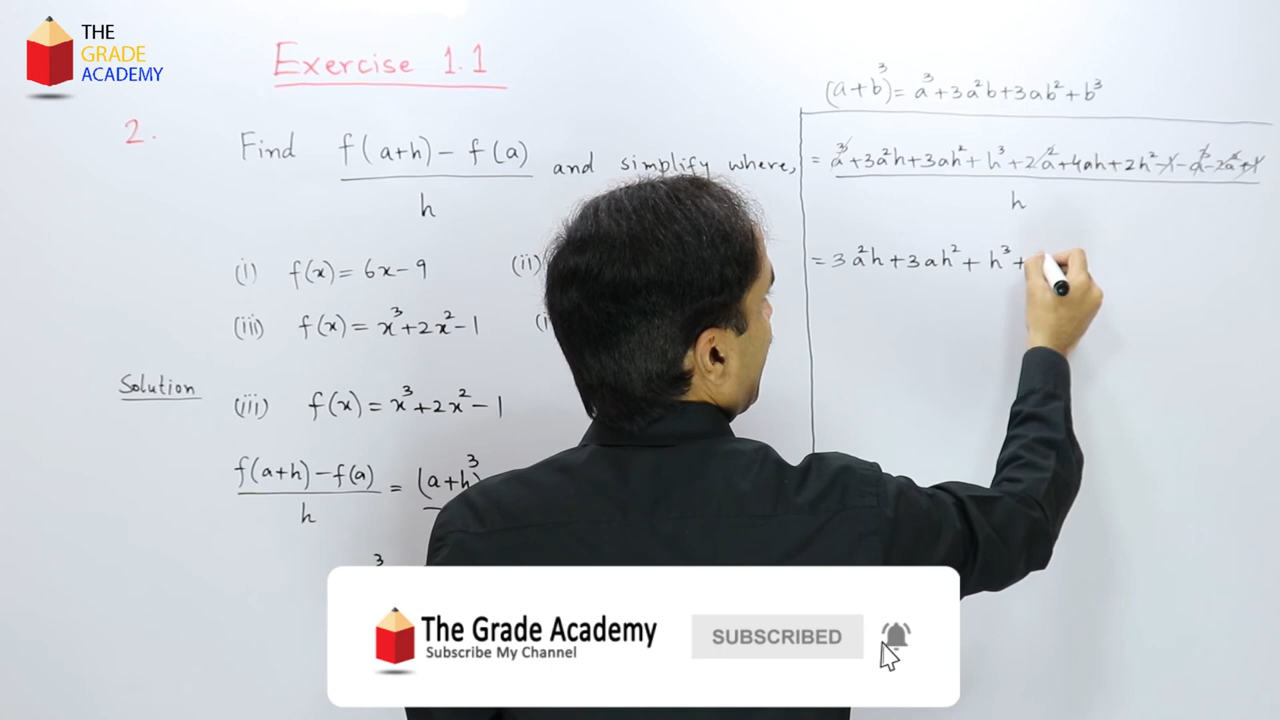 THE
GRADE
ACADEMY
Exercise 1.1
2.
Find f(a+h) − f(a) / h and simplify where,
(i) f(x) = 6x − 9
(ii)
(iii) f(x) = x³ + 2x² − 1
Solution
(iii) f(x) = x³ + 2x² − 1
f(a+h) − f(a) / h = (a+h)³
3
(a+b)³ = a³ + 3a²b + 3ab² + b³
= a³ + 3a²h + 3ah² + h³ + 2a² + 4ah + 2h² − 1 − a³ − 2a² + 1 / h
= 3a²h + 3ah² + h³ +
The Grade Academy
Subscribe My Channel
SUBSCRIBED